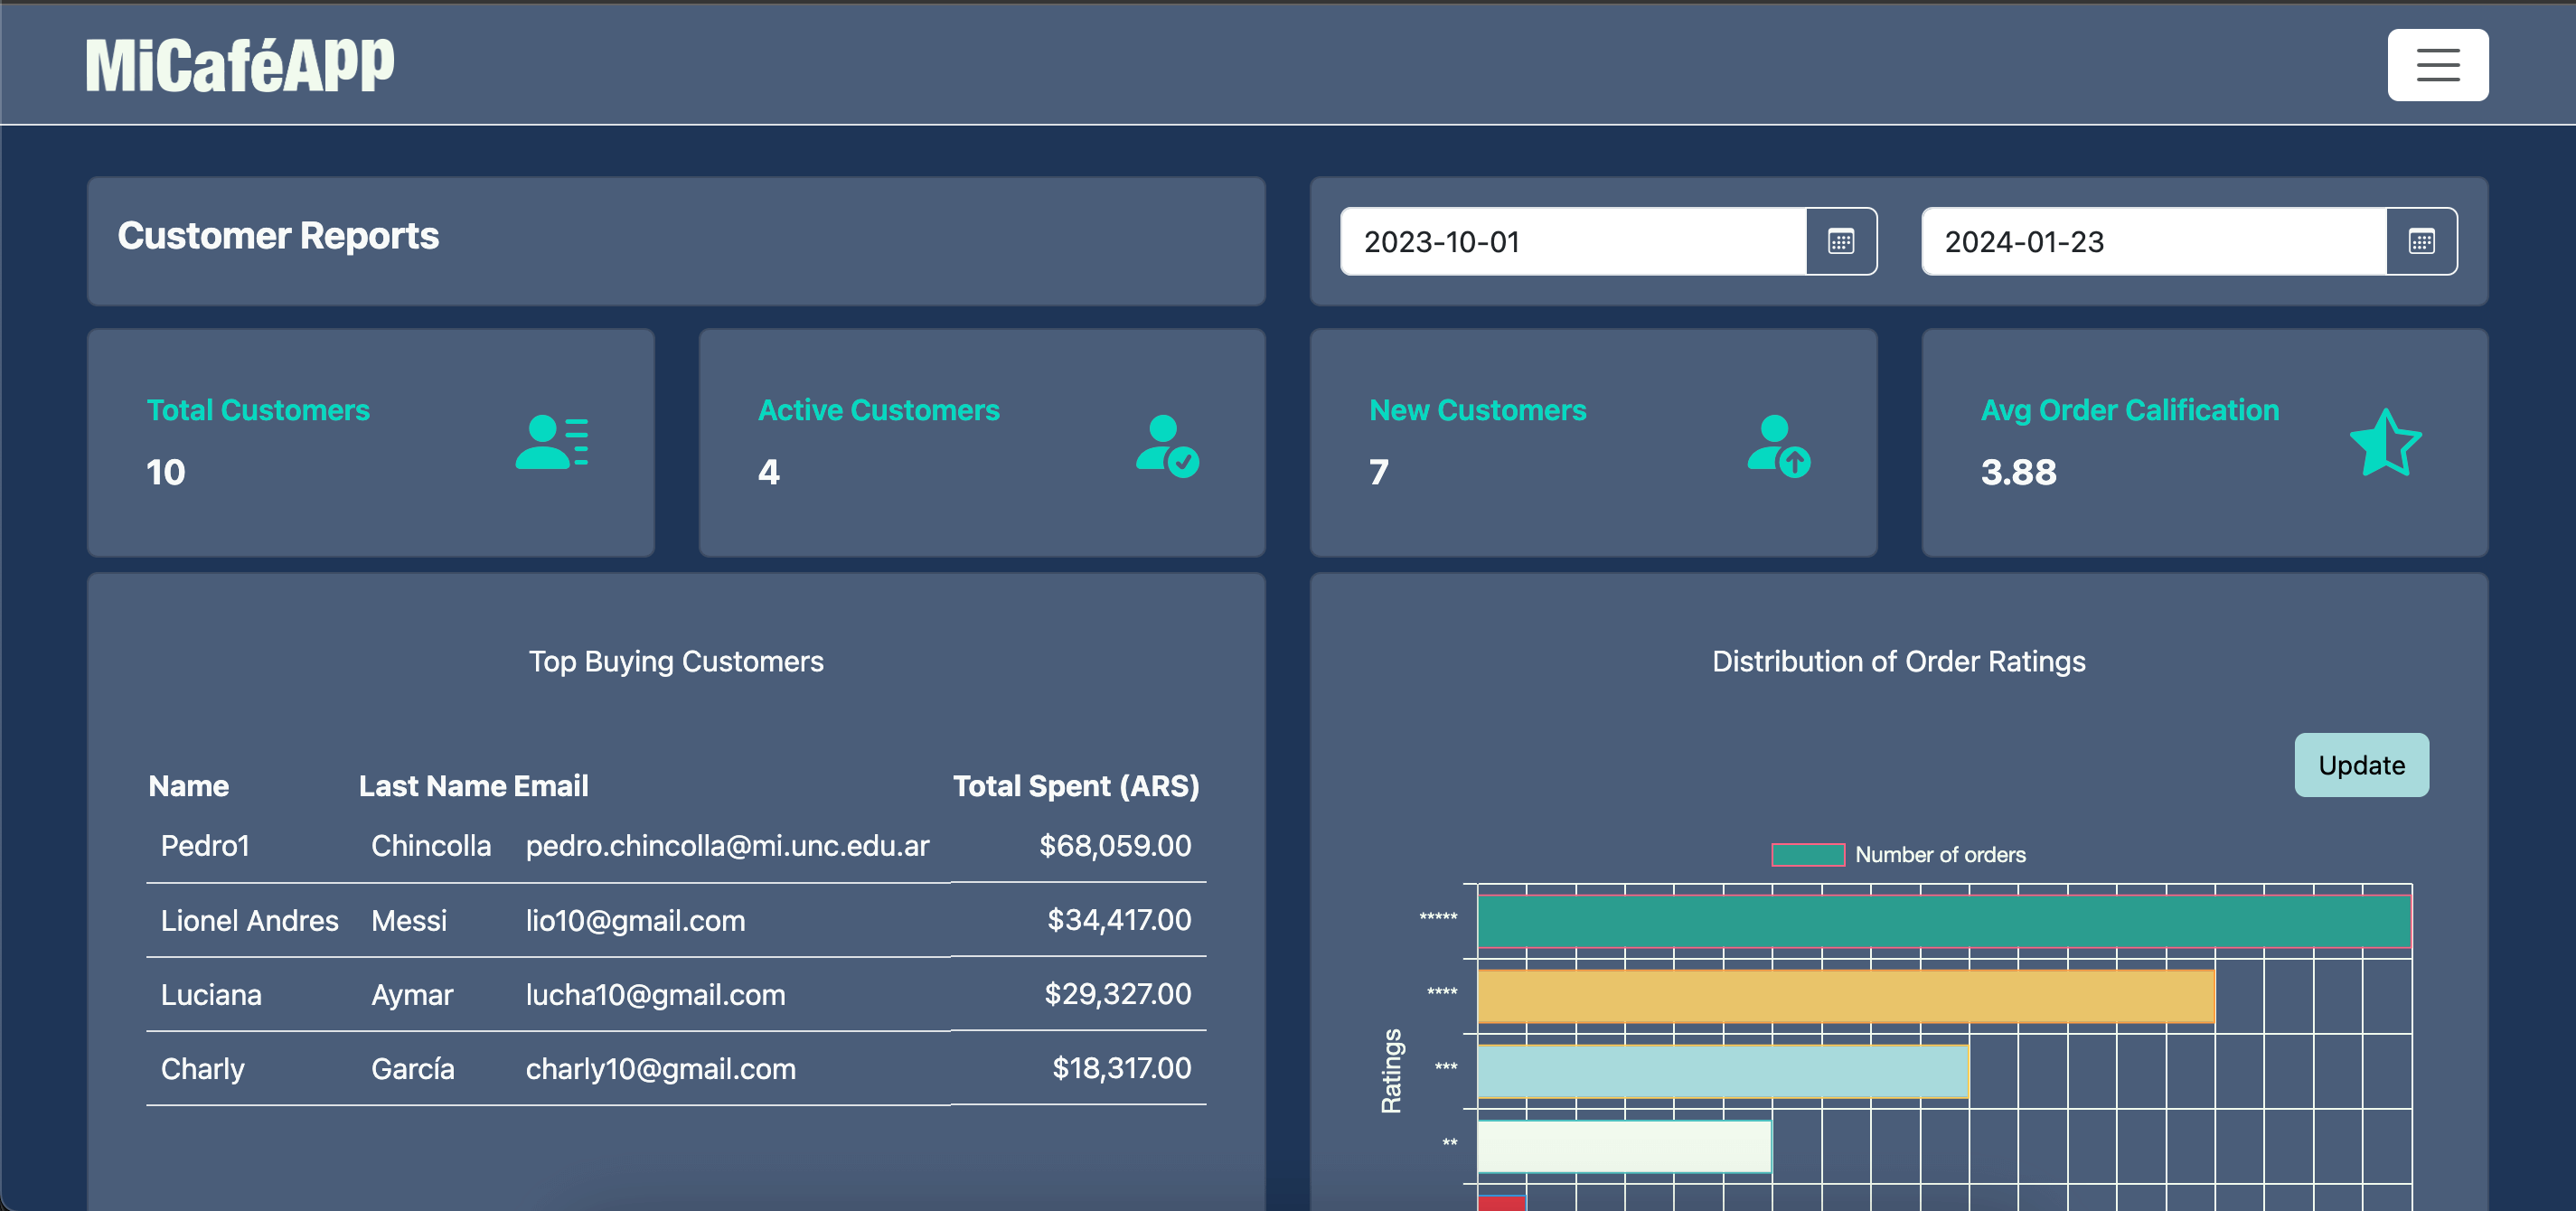 MiCaféApp
Customer Reports
2023-10-01
2024-01-23
Total Customers
10
Active Customers
4
New Customers
7
Avg Order Calification
3.88
Top Buying Customers
Name Last Name Email Total Spent (ARS)
Pedro1 Chincolla pedro.chincolla@mi.unc.edu.ar $68,059.00
Lionel Andres Messi lio10@gmail.com $34,417.00
Luciana Aymar lucha10@gmail.com $29,327.00
Charly García charly10@gmail.com $18,317.00
Distribution of Order Ratings
Update
Number of orders
Ratings
*****
****
***
**